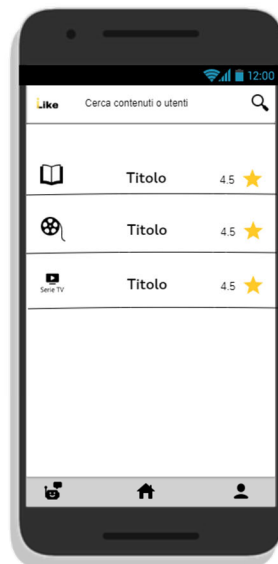 12:00
Like Cerca contenuti o utenti
Titolo 4.5
Titolo 4.5
Serie TV Titolo 4.5